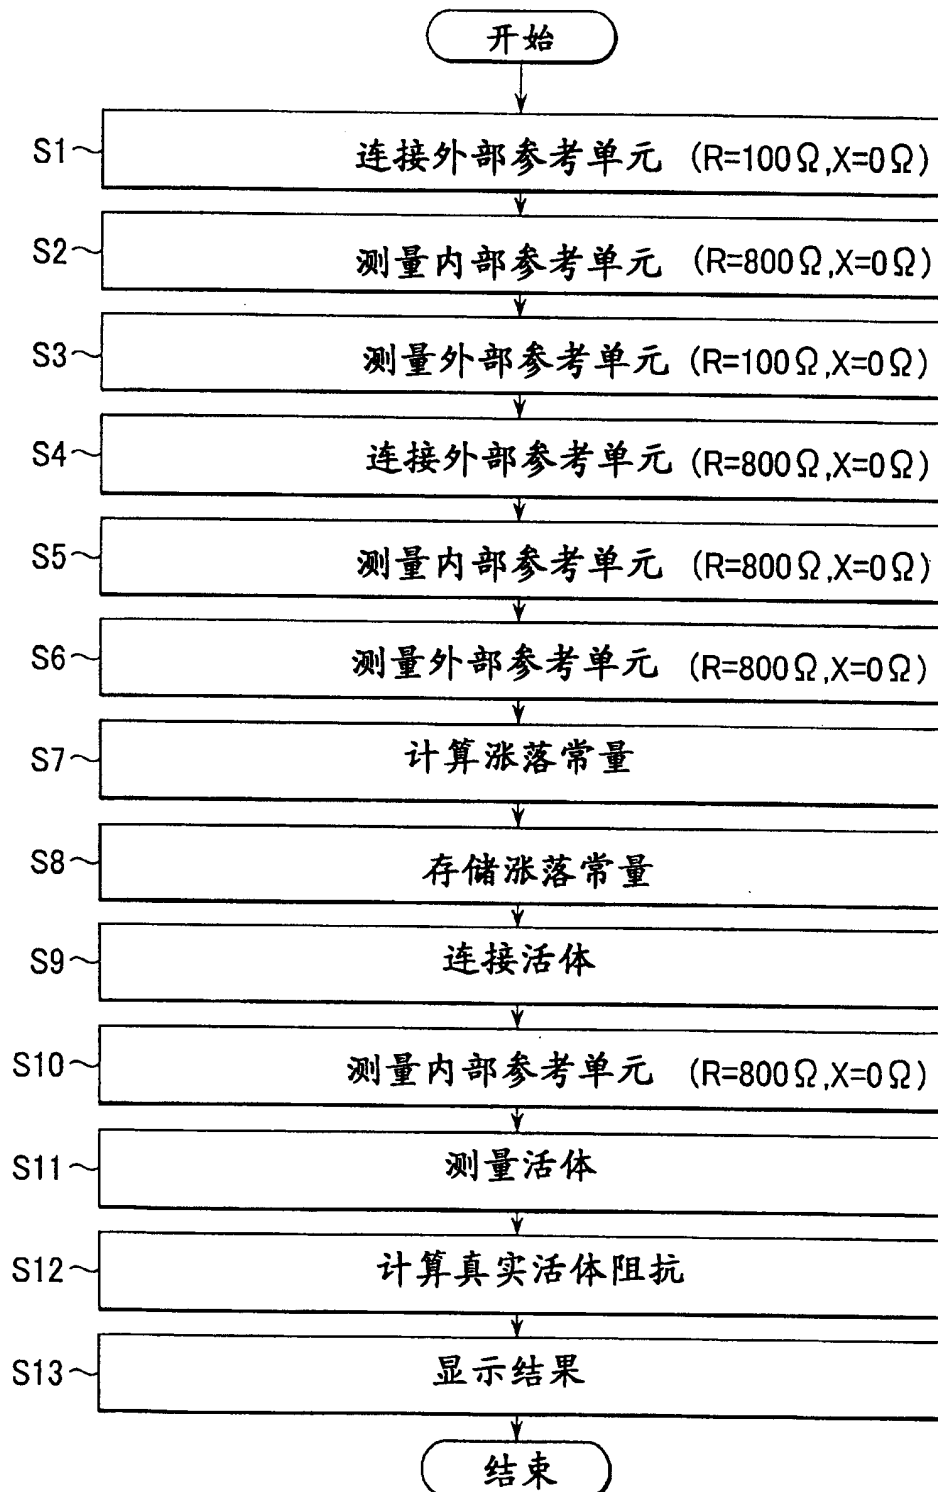 开始
S1 连接外部参考单元 (R=100Ω,X=0Ω)
S2 测量内部参考单元 (R=800Ω,X=0Ω)
S3 测量外部参考单元 (R=100Ω,X=0Ω)
S4 连接外部参考单元 (R=800Ω,X=0Ω)
S5 测量内部参考单元 (R=800Ω,X=0Ω)
S6 测量外部参考单元 (R=800Ω,X=0Ω)
S7 计算涨落常量
S8 存储涨落常量
S9 连接活体
S10 测量内部参考单元 (R=800Ω,X=0Ω)
S11 测量活体
S12 计算真实活体阻抗
S13 显示结果
结束